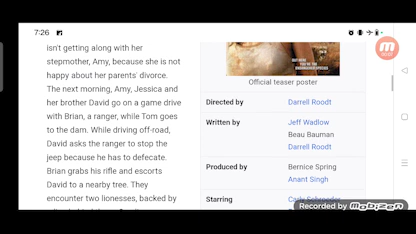 7:26
isn't getting along with her
stepmother, Amy, because she is not
happy about her parents' divorce.
The next morning, Amy, Jessica and
her brother David go on a game drive
with Brian, a ranger, while Tom goes
to the dam. While driving off-road,
David asks the ranger to stop the
jeep because he has to defecate.
Brian grabs his rifle and escorts
David to a nearby tree. They
encounter two lionesses, backed by
Official teaser poster
Directed by Darrell Roodt
Written by Jeff Wadlow
Beau Bauman
Darrell Roodt
Produced by Bernice Spring
Anant Singh
Starring Carly Schroeder
Recorded by Mobizen